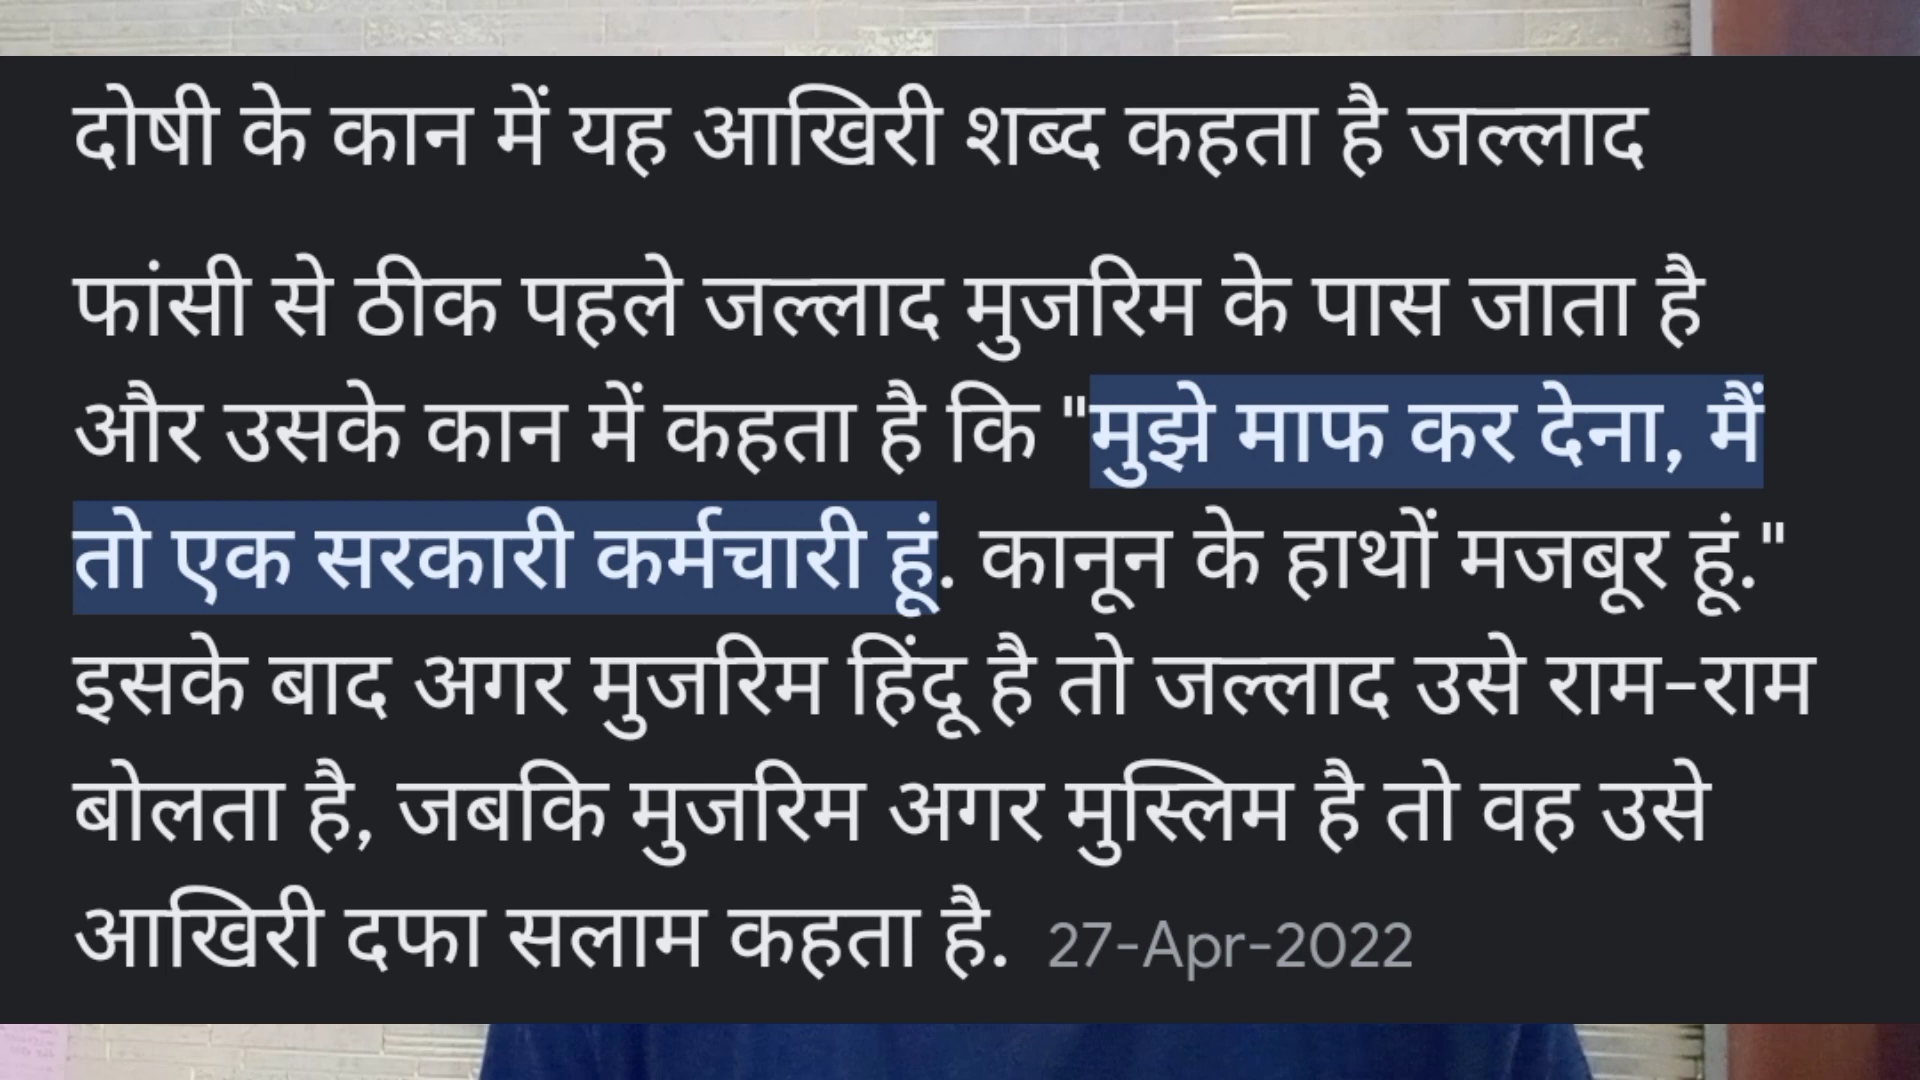 दोषी के कान में यह आखिरी शब्द कहता है जल्लाद
फांसी से ठीक पहले जल्लाद मुजरिम के पास जाता है
और उसके कान में कहता है कि "मुझे माफ कर देना, मैं
तो एक सरकारी कर्मचारी हूं. कानून के हाथों मजबूर हूं."
इसके बाद अगर मुजरिम हिंदू है तो जल्लाद उसे राम-राम
बोलता है, जबकि मुजरिम अगर मुस्लिम है तो वह उसे
आखिरी दफा सलाम कहता है. 27-Apr-2022